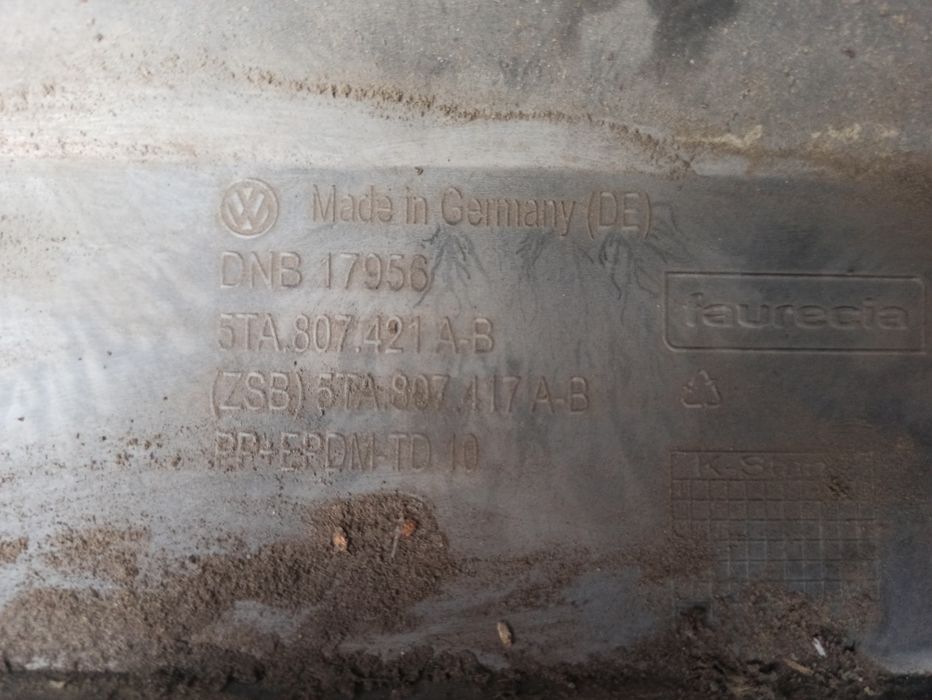 Made in Germany (DE)
DNB 17956
5TA.807.421 A-B
(ZSB) 5TA.807.417 A-B
PP+EPDM-TD 10
faurecia